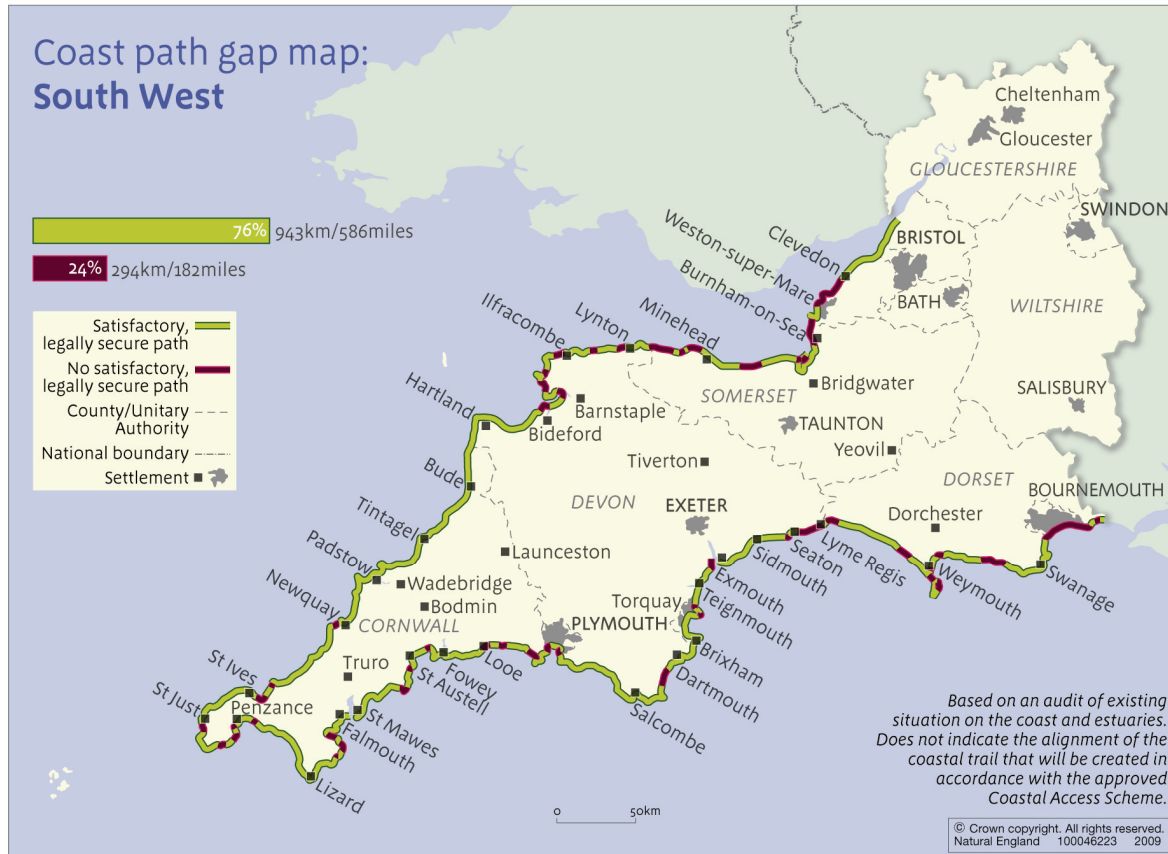 Coast path gap map:
South West
76% 943km/586miles
24% 294km/182miles
Satisfactory,
legally secure path
No satisfactory,
legally secure path
County/Unitary
Authority
National boundary
Settlement
Cheltenham
Gloucester
GLOUCESTERSHIRE
SWINDON
BRISTOL
BATH
WILTSHIRE
Clevedon
Weston-super-Mare
Burnham-on-Sea
Minehead
Lynton
Ilfracombe
Hartland
Barnstaple
Bideford
SOMERSET
Bridgwater
TAUNTON
Yeovil
SALISBURY
Tiverton
DEVON
EXETER
DORSET
Dorchester
BOURNEMOUTH
Bude
Tintagel
Padstow
Newquay
Launceston
Wadebridge
Bodmin
CORNWALL
Truro
St Ives
St Just
Penzance
Lizard
Falmouth
St Mawes
St Austell
Fowey
Looe
PLYMOUTH
Torquay
Salcombe
Dartmouth
Brixham
Teignmouth
Exmouth
Sidmouth
Seaton
Lyme Regis
Weymouth
Swanage
0 50km
Based on an audit of existing
situation on the coast and estuaries.
Does not indicate the alignment of the
coastal trail that will be created in
accordance with the approved
Coastal Access Scheme.
© Crown copyright. All rights reserved.
Natural England 100046223 2009